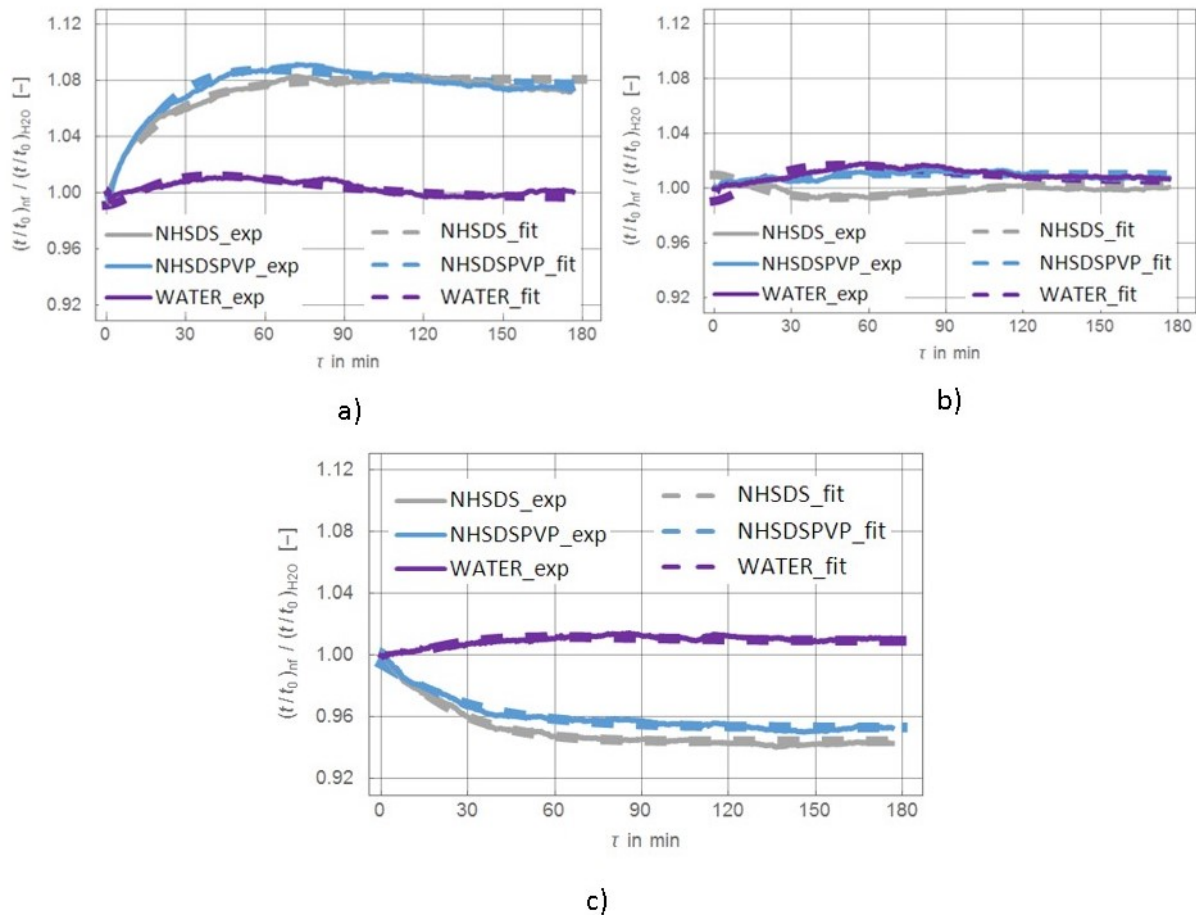 1.12
1.08
1.04
1.00
0.96
0.92
(t/t₀)nf / (t/t₀)H2O [-]
NHSDS_exp NHSDS_fit
NHSDSPVP_exp NHSDSPVP_fit
WATER_exp WATER_fit
0 30 60 90 120 150 180
τ in min
a)
1.12
1.08
1.04
1.00
0.96
0.92
(t/t₀)nf / (t/t₀)H2O [-]
NHSDS_exp NHSDS_fit
NHSDSPVP_exp NHSDSPVP_fit
WATER_exp WATER_fit
0 30 60 90 120 150 180
τ in min
b)
1.12
1.08
1.04
1.00
0.96
0.92
(t/t₀)nf / (t/t₀)H2O [-]
NHSDS_exp NHSDS_fit
NHSDSPVP_exp NHSDSPVP_fit
WATER_exp WATER_fit
0 30 60 90 120 150 180
τ in min
c)